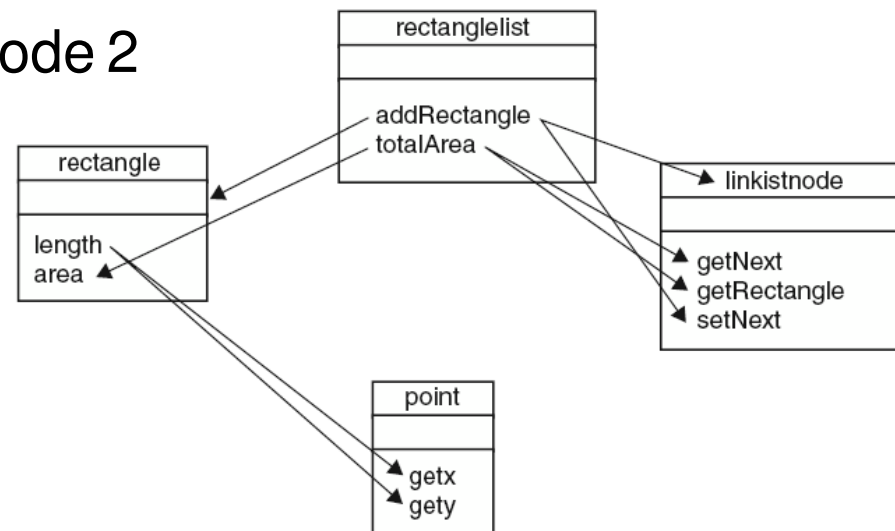 ode 2
rectanglelist
addRectangle
totalArea
rectangle
length
area
linkistnode
getNext
getRectangle
setNext
point
getx
gety